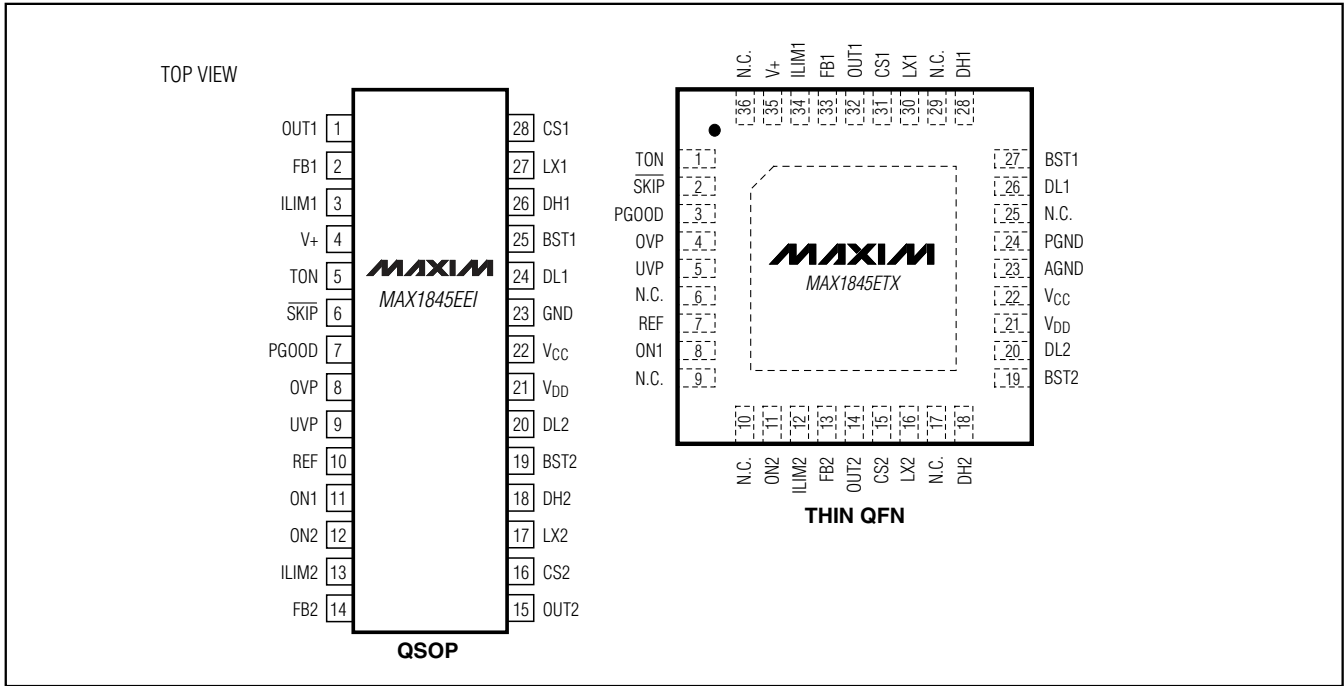 TOP VIEW
OUT1 1
FB1 2
ILIM1 3
V+ 4
TON 5
SKIP 6
PGOOD 7
OVP 8
UVP 9
REF 10
ON1 11
ON2 12
ILIM2 13
FB2 14
MAXIM
MAX1845EEI
28 CS1
27 LX1
26 DH1
25 BST1
24 DL1
23 GND
22 VCC
21 VDD
20 DL2
19 BST2
18 DH2
17 LX2
16 CS2
15 OUT2
QSOP
N.C. V+ ILIM1 FB1 OUT1 CS1 LX1 N.C. DH1
36 35 34 33 32 31 30 29 28
TON 1
SKIP 2
PGOOD 3
OVP 4
UVP 5
N.C. 6
REF 7
ON1 8
N.C. 9
MAXIM
MAX1845ETX
27 BST1
26 DL1
25 N.C.
24 PGND
23 AGND
22 VCC
21 VDD
20 DL2
19 BST2
10 11 12 13 14 15 16 17 18
N.C. ON2 ILIM2 FB2 OUT2 CS2 LX2 N.C. DH2
THIN QFN